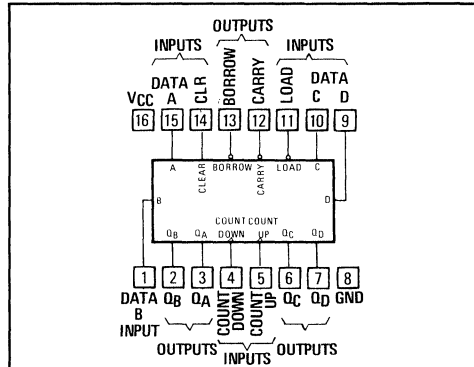 OUTPUTS
INPUTS INPUTS
DATA DATA
VCC A CLR BORROW CARRY LOAD C D
16 15 14 13 12 11 10 9
A CLEAR BORROW CARRY LOAD C
B D
COUNT COUNT
QB QA DOWN UP QC QD
1 2 3 4 5 6 7 8
DATA QB QA COUNT COUNT QC QD GND
B DOWN UP
INPUT
OUTPUTS OUTPUTS
INPUTS